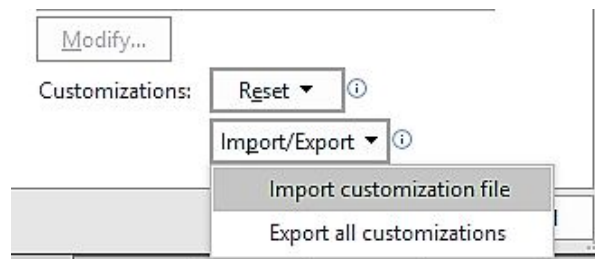 Modify...
Customizations: Reset
Import/Export
Import customization file
Export all customizations